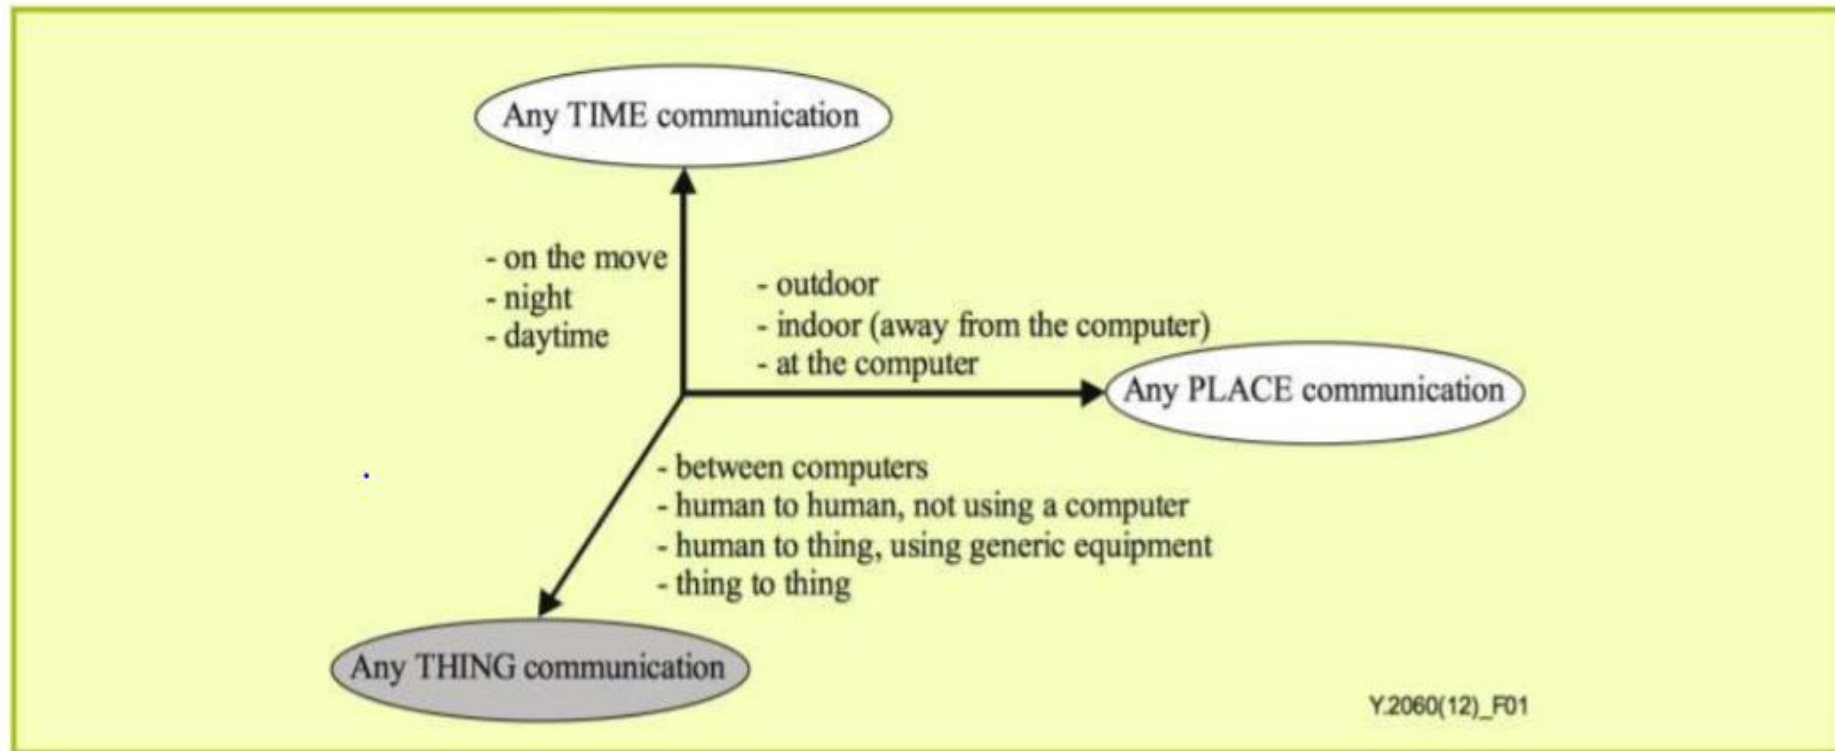 Any TIME communication
- on the move
- night
- daytime
- outdoor
- indoor (away from the computer)
- at the computer
Any PLACE communication
- between computers
- human to human, not using a computer
- human to thing, using generic equipment
- thing to thing
Any THING communication
Y.2060(12)_F01